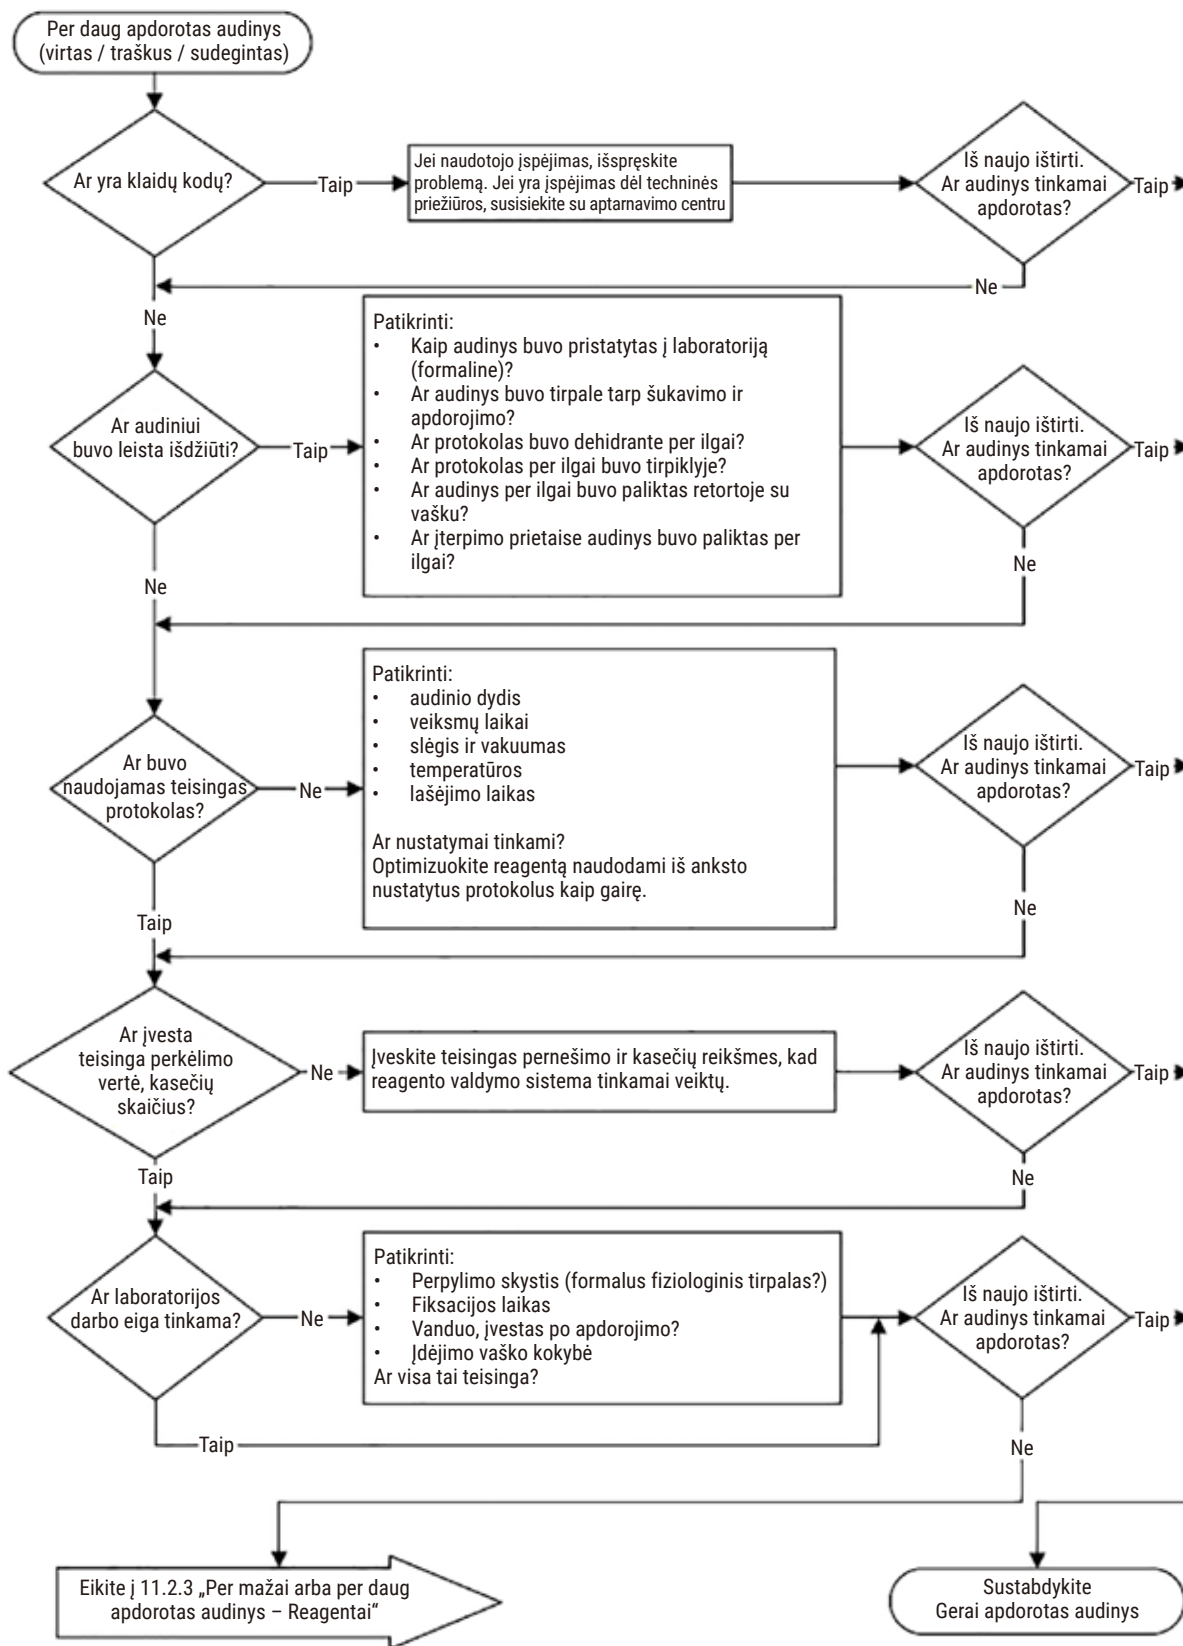 Per daug apdorotas audinys
(virtas / traškus / sudegintas)
Ar yra klaidų kodų?
Taip
Jei naudotojo įspėjimas, išspręskite
problemą. Jei yra įspėjimas dėl techninės
priežiūros, susisiekite su aptarnavimo centru
Iš naujo ištirti.
Ar audinys tinkamai
apdorotas?
Taip
Ne
Ne
Ar audiniui
buvo leista išdžiūti?
Taip
Patikrinti:
• Kaip audinys buvo pristatytas į laboratoriją
(formaline)?
• Ar audinys buvo tirpale tarp šukavimo ir
apdorojimo?
• Ar protokolas buvo dehidrante per ilgai?
• Ar protokolas per ilgai buvo tirpiklyje?
• Ar audinys per ilgai buvo paliktas retortoje su
vašku?
• Ar įterpimo prietaise audinys buvo paliktas per
ilgai?
Iš naujo ištirti.
Ar audinys tinkamai
apdorotas?
Taip
Ne
Ne
Ar buvo
naudojamas teisingas
protokolas?
Ne
Patikrinti:
• audinio dydis
• veiksmų laikai
• slėgis ir vakuumas
• temperatūros
• lašėjimo laikas
Ar nustatymai tinkami?
Optimizuokite reagentą naudodami iš anksto
nustatytus protokolus kaip gairę.
Iš naujo ištirti.
Ar audinys tinkamai
apdorotas?
Taip
Taip
Ne
Ar įvesta
teisinga perkėlimo
vertė, kasečių
skaičius?
Ne
Įveskite teisingas pernešimo ir kasečių reikšmes, kad
reagento valdymo sistema tinkamai veiktų.
Iš naujo ištirti.
Ar audinys tinkamai
apdorotas?
Taip
Taip
Ne
Ar laboratorijos
darbo eiga tinkama?
Ne
Patikrinti:
• Perpylimo skystis (formalus fiziologinis tirpalas?)
• Fiksacijos laikas
• Vanduo, įvestas po apdorojimo?
• Įdėjimo vaško kokybė
Ar visa tai teisinga?
Iš naujo ištirti.
Ar audinys tinkamai
apdorotas?
Taip
Taip
Ne
Eikite į 11.2.3 „Per mažai arba per daug
apdorotas audinys – Reagentai“
Sustabdykite
Gerai apdorotas audinys